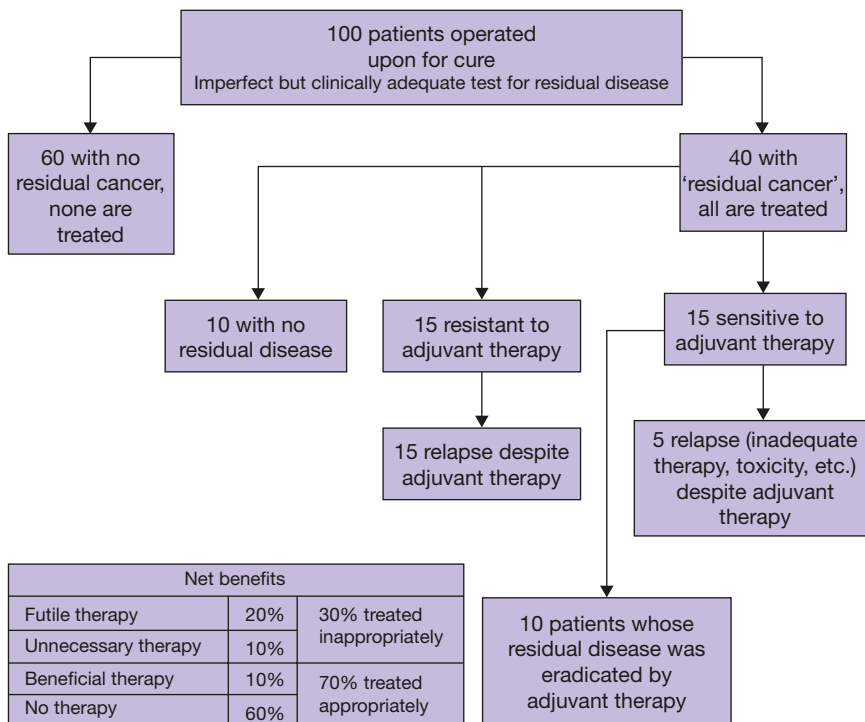 100 patients operated
upon for cure
Imperfect but clinically adequate test for residual disease
60 with no
residual cancer,
none are
treated
40 with
‘residual cancer’,
all are treated
10 with no
residual disease
15 resistant to
adjuvant therapy
15 sensitive to
adjuvant therapy
15 relapse despite
adjuvant therapy
5 relapse (inadequate
therapy, toxicity, etc.)
despite adjuvant
therapy
10 patients whose
residual disease was
eradicated by
adjuvant therapy
Net benefits
Futile therapy 20% 30% treated
Unnecessary therapy 10% inappropriately
Beneficial therapy 10% 70% treated
No therapy 60% appropriately